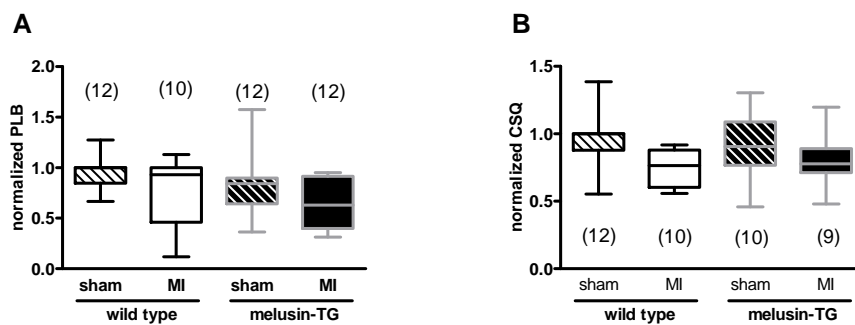 A
normalized PLB
2.0
1.5
1.0
0.5
0.0
(12) (10) (12) (12)
sham MI sham MI
wild type melusin-TG
B
normalized CSQ
1.5
1.0
0.5
0.0
(12) (10) (10) (9)
sham MI sham MI
wild type melusin-TG